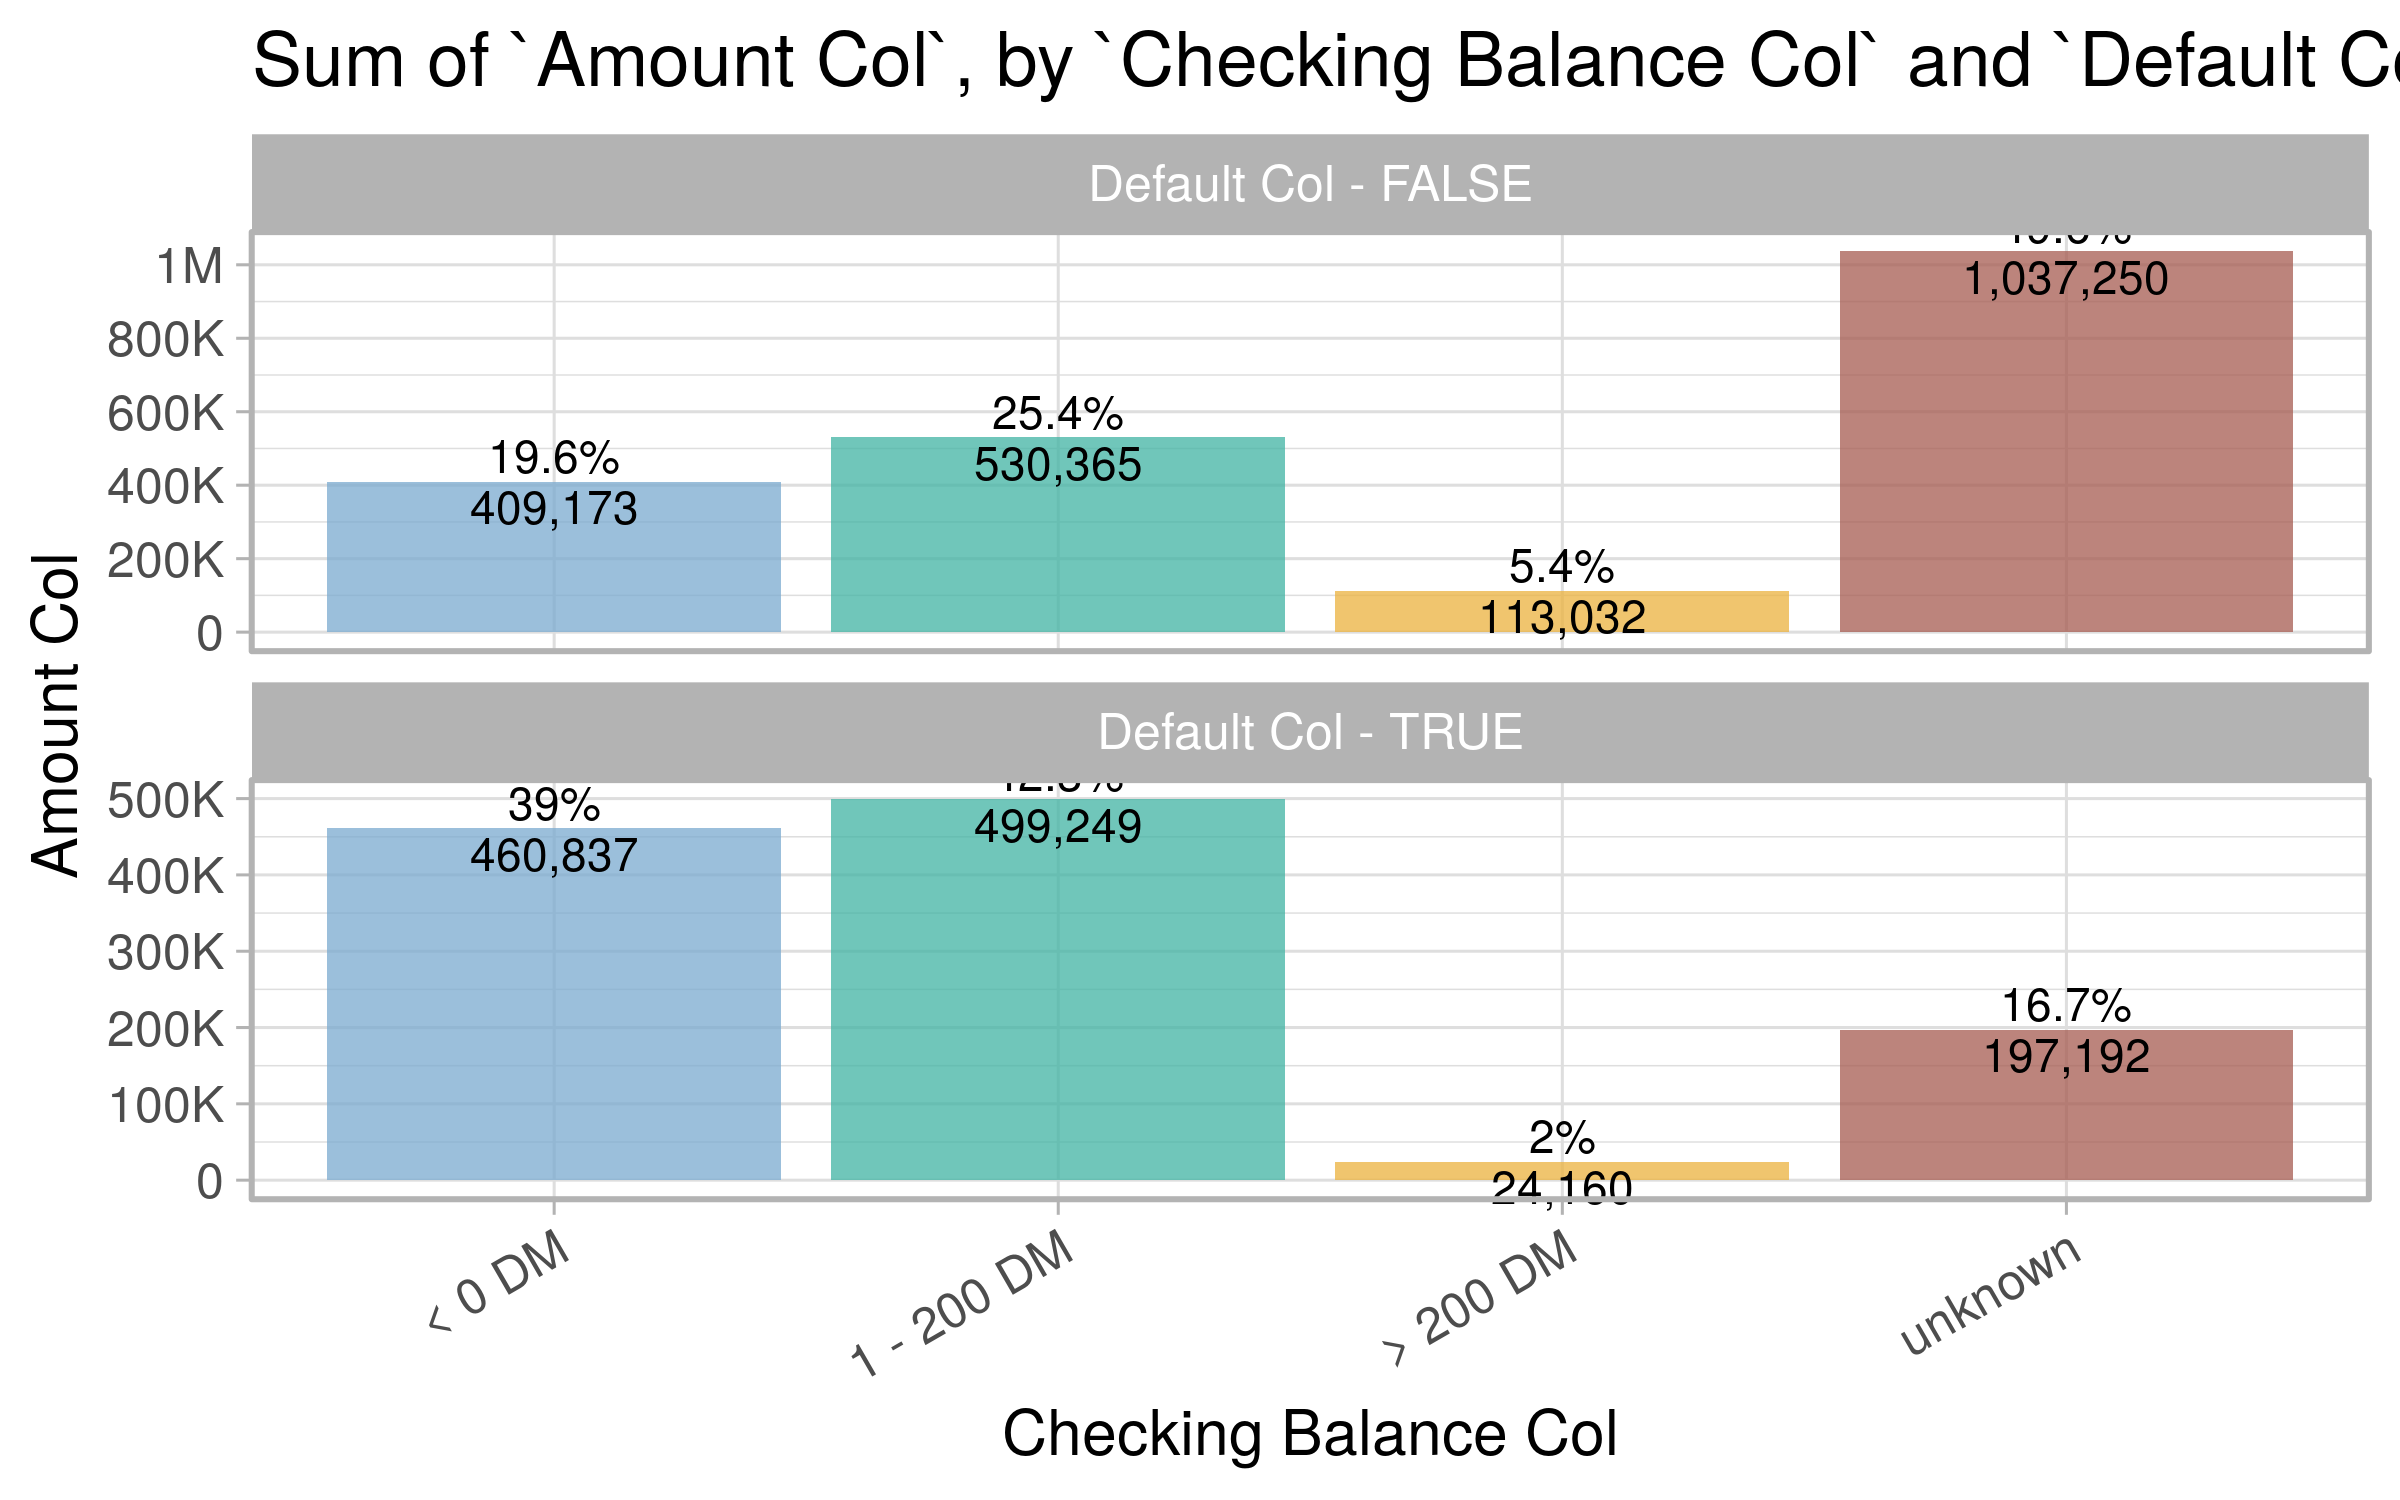 Sum of `Amount Col`, by `Checking Balance Col` and `Default
Default Col - FALSE
1M
800K
600K
400K
200K
0
1,037,250
25.4%
530,365
19.6%
409,173
5.4%
113,032
Amount Col
Default Col - TRUE
500K
400K
300K
200K
100K
0
39%
460,837
499,249
16.7%
197,192
2%
24,160
< 0 DM
1 - 200 DM
> 200 DM
unknown
Checking Balance Col